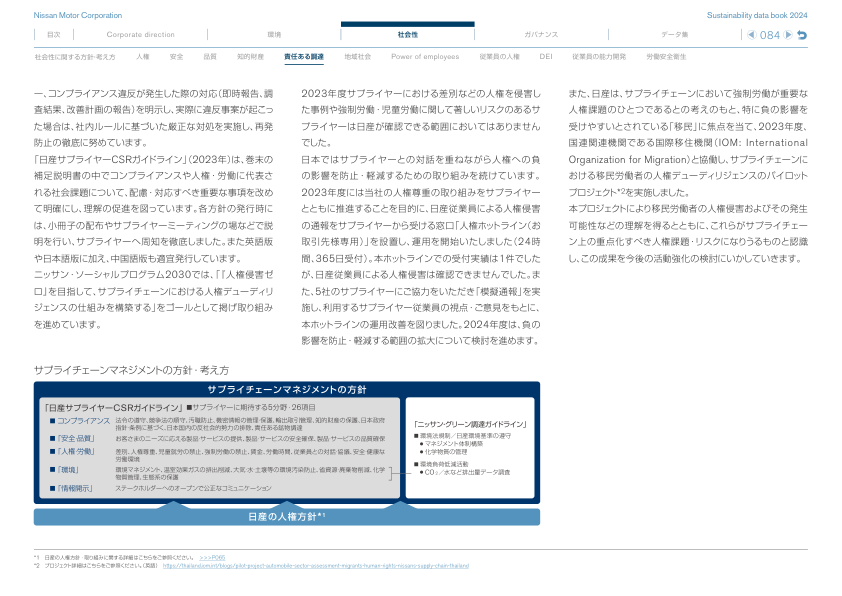 Nissan Motor Corporation
Sustainability data book 2024
目次
Corporate direction
環境
社会性
ガバナンス
データ集
084
社会性に関する方針・考え方
人権
安全
品質
知的財産
責任ある調達
地域社会
Power of employees
従業員の人権
DEI
従業員の能力開発
労働安全衛生
一、コンプライアンス違反が発生した際の対応(即時報告、調
査結果、改善計画の報告)を明示し、実際に違反事案が起こっ
た場合は、社内ルールに基づいた厳正な対処を実施し、再発
防止の徹底に努めています。
「日産サプライヤーCSRガイドライン」(2023年)は、巻末の
補足説明の中でコンプライアンスや人権・労働に代表さ
れる社会課題について、配慮・対応すべき重要な事項を改め
て明確にし、理解の促進を図っています。各方針の発行時に
は、小冊子の配布やサプライヤーミーティングの場などで説
明を行い、サプライヤーへ周知を徹底しました。また英語版
や日本語版に加え、中国語版も適宜発行しています。
ニッサン・ソーシャルプログラム2030では、「「人権侵害ゼ
ロ」を目指して、サプライチェーンにおける人権デューディリ
ジェンスの仕組みを構築する」をゴールとして掲げ取り組み
を進めています。
2023年度サプライヤーにおける差別などの人権を侵害し
た事例や強制労働・児童労働に関して著しいリスクのあるサ
プライヤーは日産が確認できる範囲においてはありません
でした。
日本ではサプライヤーとの対話を重ねながら人権への負
の影響を防止・軽減するための取り組みを続けています。
2023年度には当社の人権尊重の取り組みをサプライヤー
とともに推進することを目的に、日産従業員による人権侵害
の通報をサプライヤーから受ける窓口「人権ホットライン(お
取引先様専用)」を設置し、運用を開始いたしました(24時
間、365日受付)。本ホットラインでの受付実績は1件でした
が、日産従業員による人権侵害は確認できませんでした。ま
た、5社のサプライヤーにご協力をいただき「模擬通報」を実
施し、利用するサプライヤー従業員の視点・ご意見をもとに、
本ホットラインの運用改善を図りました。2024年度は、負の
影響を防止・軽減する範囲の拡大について検討を進めます。
また、日産は、サプライチェーンにおいて強制労働が重要な
人権課題のひとつであるとの考えのもと、特に負の影響を
受けやすいとされている「移民」に焦点を当て、2023年度、
国連関連機関である国際移住機関(IOM: International
Organization for Migration)と協働し、サプライチェーンに
おける移民労働者の人権デューディリジェンスのパイロット
プロジェクト*2を実施しました。
本プロジェクトにより移民労働者の人権侵害およびその発生
可能性などの理解を得るとともに、これらがサプライチェー
ン上の重点化すべき人権課題・リスクになりうるものと認識
し、この成果を今後の活動強化の検討にいかしていきます。
サプライチェーンマネジメントの方針・考え方
サプライチェーンマネジメントの方針
「日産サプライヤーCSRガイドライン」 ■サプライヤーに期待する5分野・26項目
■ コンプライアンス 法令の遵守、競争法の順守、汚職防止、機密情報の管理・保護、輸出取引管理、知的財産の保護、日本政府
指針・条例に基づく、日本国内の反社会的勢力の排除、責任ある鉱物調達
■「安全・品質」 お客さまのニーズに応える製品・サービスの提供、製品・サービスの安全確保、製品・サービスの品質確保
■「人権・労働」 差別、人権尊重、児童就労の禁止、強制労働の禁止、賃金、労働時間、従業員との対話・協議、安全・健康な
労働環境
■「環境」 環境マネジメント、温室効果ガスの排出削減、大気・水・土壌等の環境汚染防止、省資源・廃棄物削減、化学
物質管理、生態系の保護
■「情報開示」 ステークホルダーへのオープンで公正なコミュニケーション
「ニッサン・グリーン調達ガイドライン」
■ 環境法規制／日産環境基準の遵守
● マネジメント体制構築
● 化学物質の管理
■ 環境負荷低減活動
● CO₂／水など排出量データ調査
日産の人権方針*1
*1 日産の人権方針・取り組みに関する詳細はこちらをご参照ください。 >>>P065
*2 プロジェクト詳細はこちらをご参照ください。(英語) https://thailand.iom.int/blogs/pilot-project-automobile-sector-assessment-migrants-human-rights-nissans-supply-chain-thailand